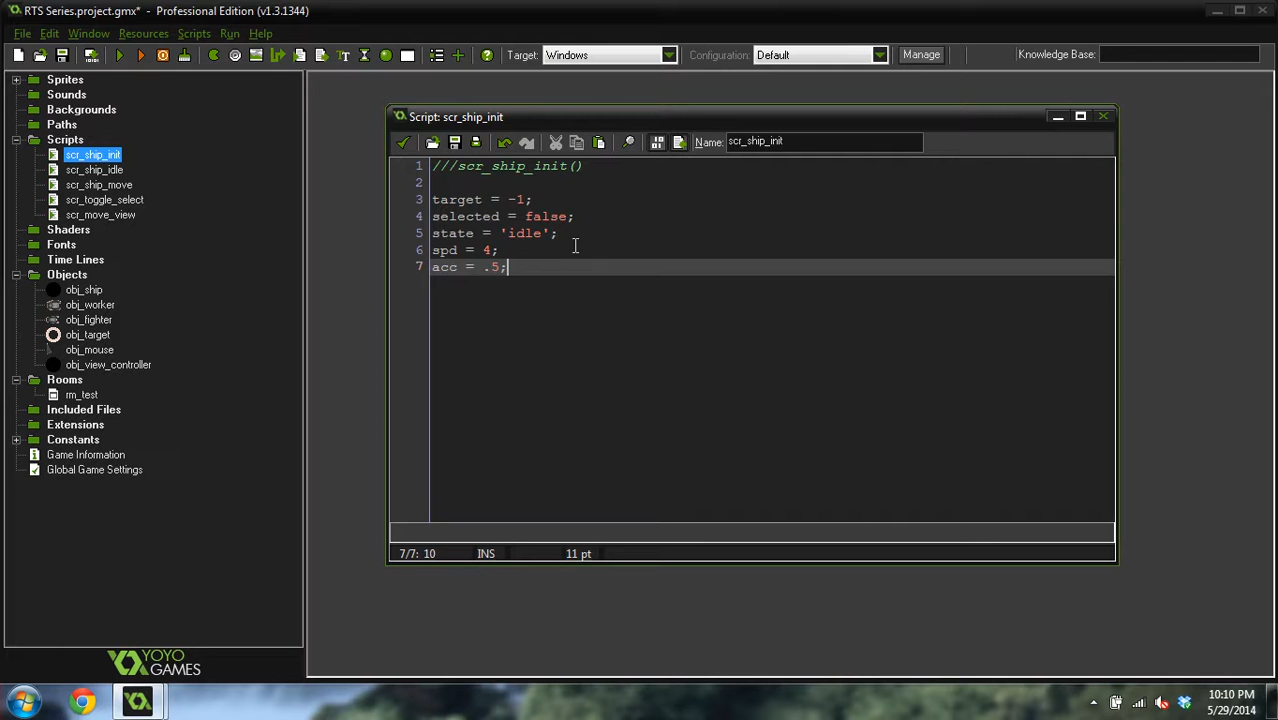 RTS Series.project.gmx* - Professional Edition (v1.3.1344)
File Edit Window Resources Scripts Run Help
Target: Windows Configuration: Default Manage Knowledge Base:
Sprites
Sounds
Backgrounds
Paths
Scripts
scr_ship_init
scr_ship_idle
scr_ship_move
scr_toggle_select
scr_move_view
Shaders
Fonts
Time Lines
Objects
obj_ship
obj_worker
obj_fighter
obj_target
obj_mouse
obj_view_controller
Rooms
rm_test
Included Files
Extensions
Constants
Game Information
Global Game Settings
YOYO
GAMES
Script: scr_ship_init
Name: scr_ship_init
1 ///scr_ship_init()
2
3 target = -1;
4 selected = false;
5 state = 'idle';
6 spd = 4;
7 acc = .5;
7/7: 10 INS 11 pt
10:10 PM
5/29/2014